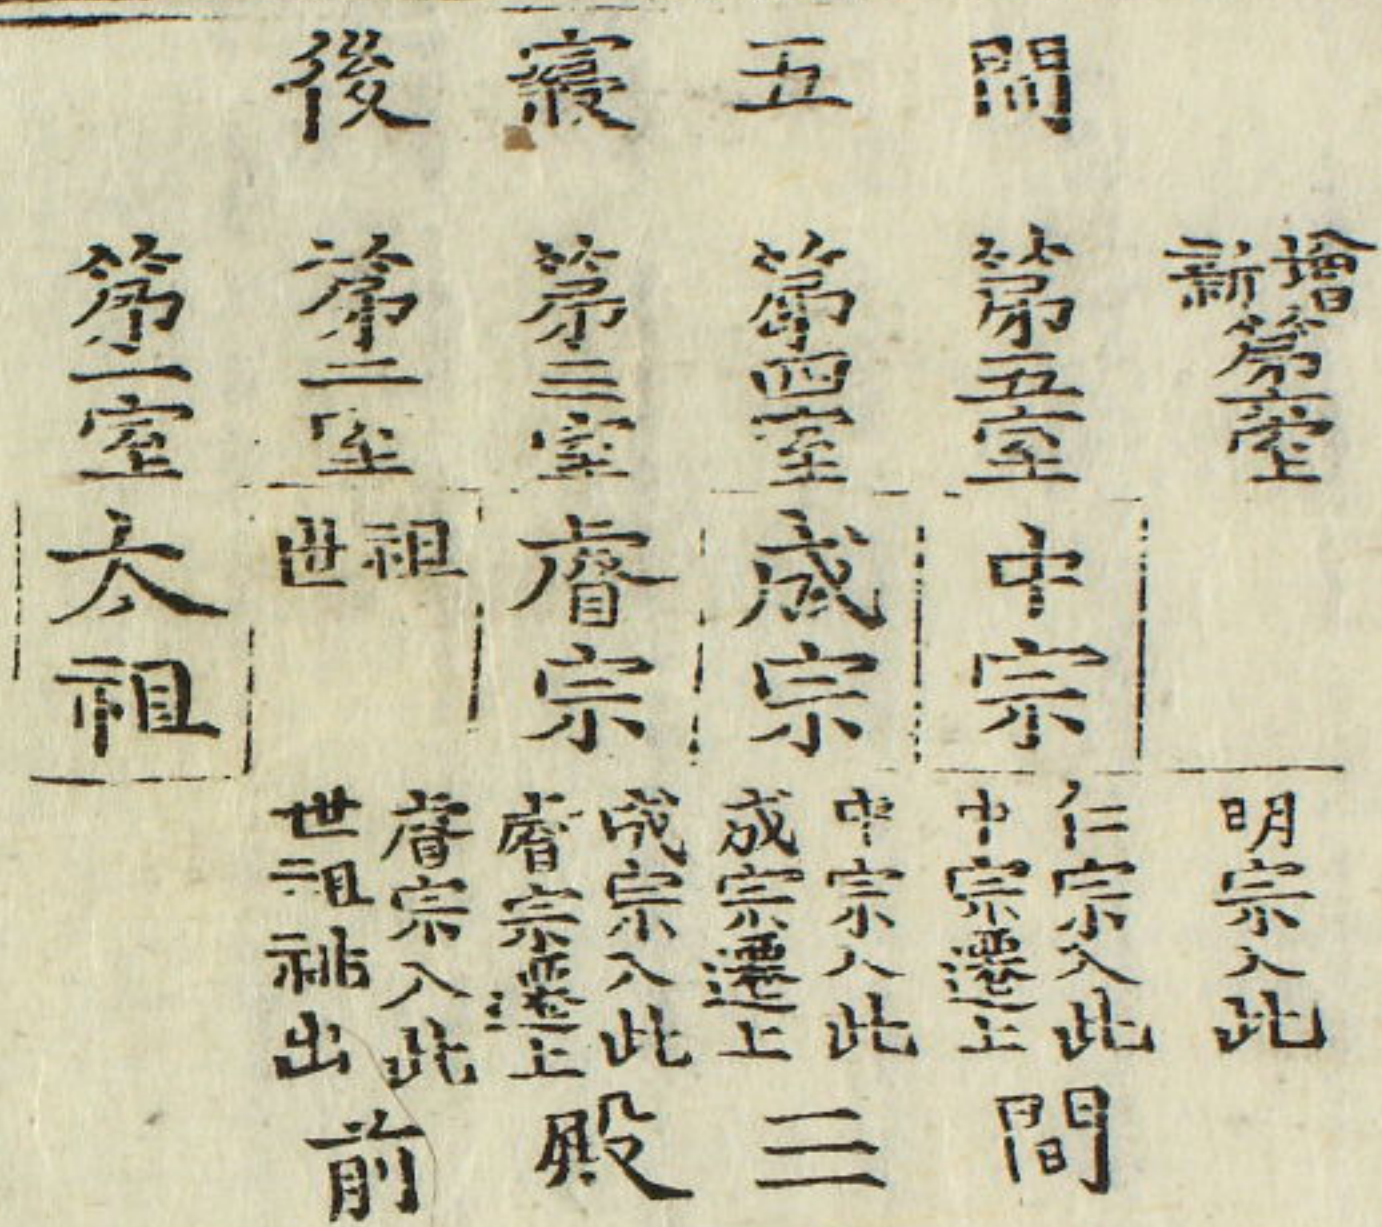 後寢五間
第一室
太祖
第二室
世祖
世祖祧出
睿宗入此
第三室
睿宗
睿宗遷上
成宗入此
第四室
成宗
成宗遷上
中宗入此
第五室
中宗
中宗遷上
仁宗入此
新增第六室
明宗入此
前殿三間